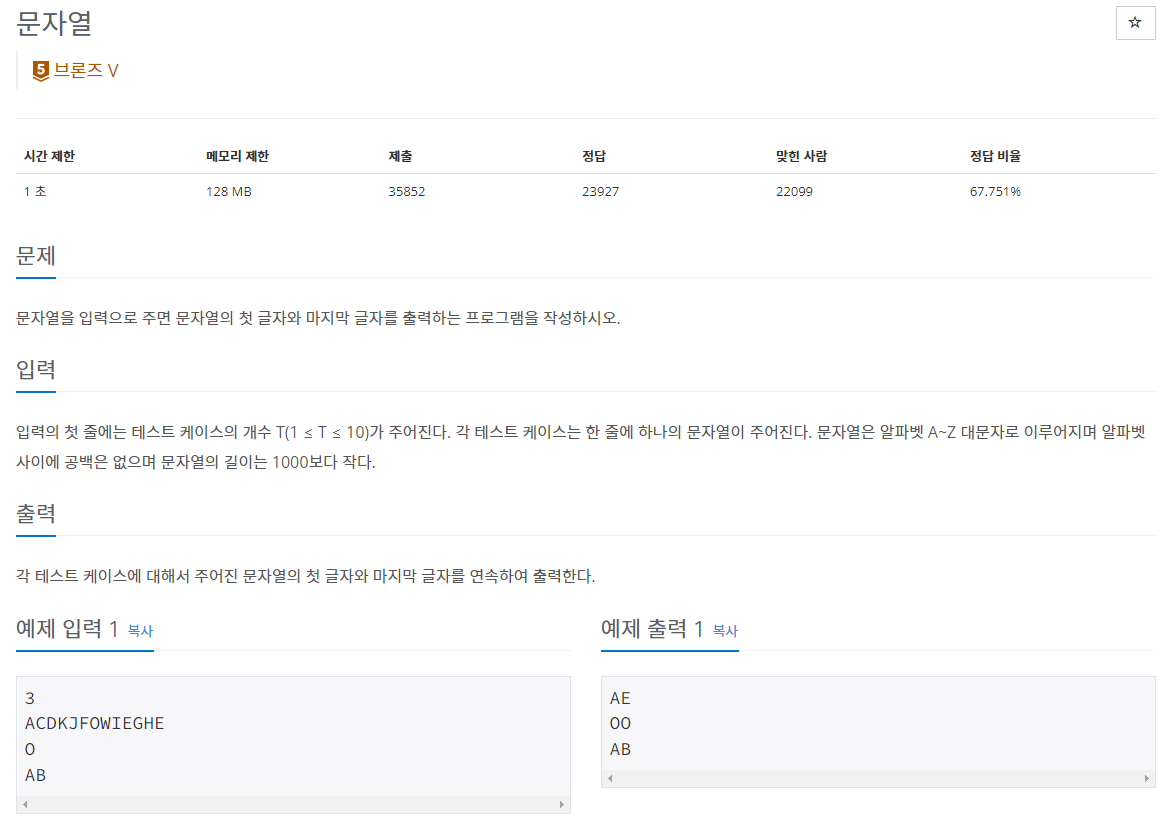 문자열
☆
5 브론즈 V
시간 제한 메모리 제한 제출 정답 맞힌 사람 정답 비율
1 초 128 MB 35852 23927 22099 67.751%
문제
문자열을 입력으로 주면 문자열의 첫 글자와 마지막 글자를 출력하는 프로그램을 작성하시오.
입력
입력의 첫 줄에는 테스트 케이스의 개수 T(1 ≤ T ≤ 10)가 주어진다. 각 테스트 케이스는 한 줄에 하나의 문자열이 주어진다. 문자열은 알파벳 A~Z 대문자로 이루어지며 알파벳
사이에 공백은 없으며 문자열의 길이는 1000보다 작다.
출력
각 테스트 케이스에 대해서 주어진 문자열의 첫 글자와 마지막 글자를 연속하여 출력한다.
예제 입력 1 복사
3
ACDKJFOWIEGHE
O
AB
예제 출력 1 복사
AE
OO
AB